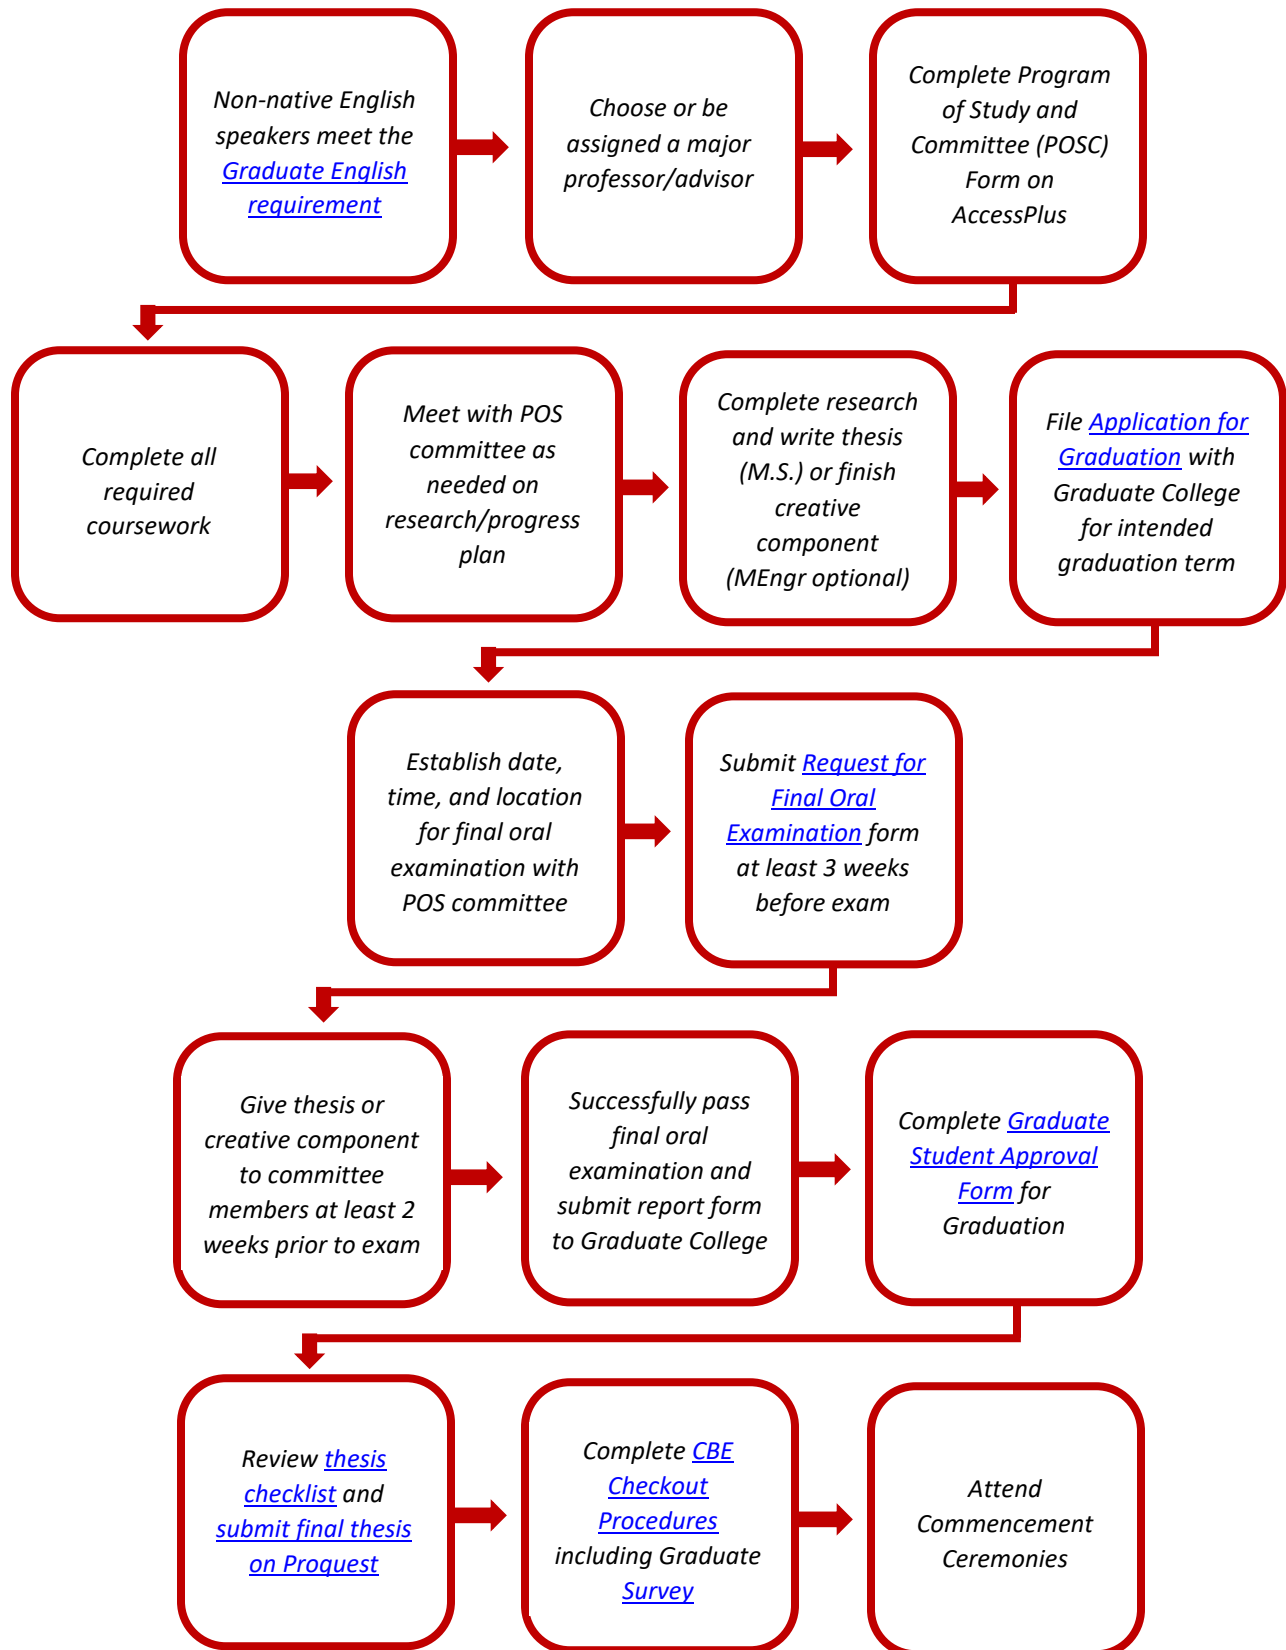 Non-native English
speakers meet the
Graduate English
requirement
Choose or be
assigned a major
professor/advisor
Complete Program
of Study and
Committee (POSC)
Form on
AccessPlus
Complete all
required
coursework
Meet with POS
committee as
needed on
research/progress
plan
Complete research
and write thesis
(M.S.) or finish
creative
component
(MEngr optional)
File Application for
Graduation with
Graduate College
for intended
graduation term
Establish date,
time, and location
for final oral
examination with
POS committee
Submit Request for
Final Oral
Examination form
at least 3 weeks
before exam
Give thesis or
creative component
to committee
members at least 2
weeks prior to exam
Successfully pass
final oral
examination and
submit report form
to Graduate College
Complete Graduate
Student Approval
Form for
Graduation
Review thesis
checklist and
submit final thesis
on Proquest
Complete CBE
Checkout
Procedures
including Graduate
Survey
Attend
Commencement
Ceremonies